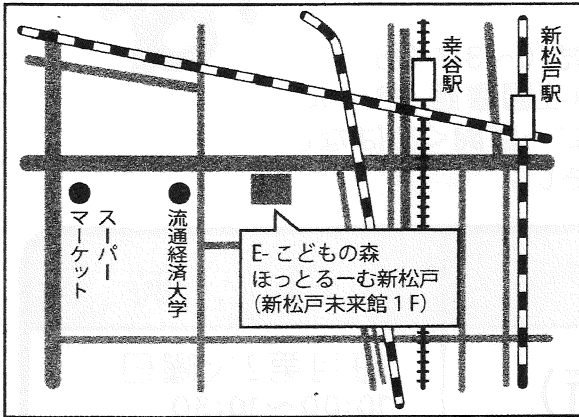 新松戸駅
幸谷駅
流通経済大学
スーパー
マーケット
E- こどもの森
ほっとるーむ新松戸
(新松戸未来館 1 F)